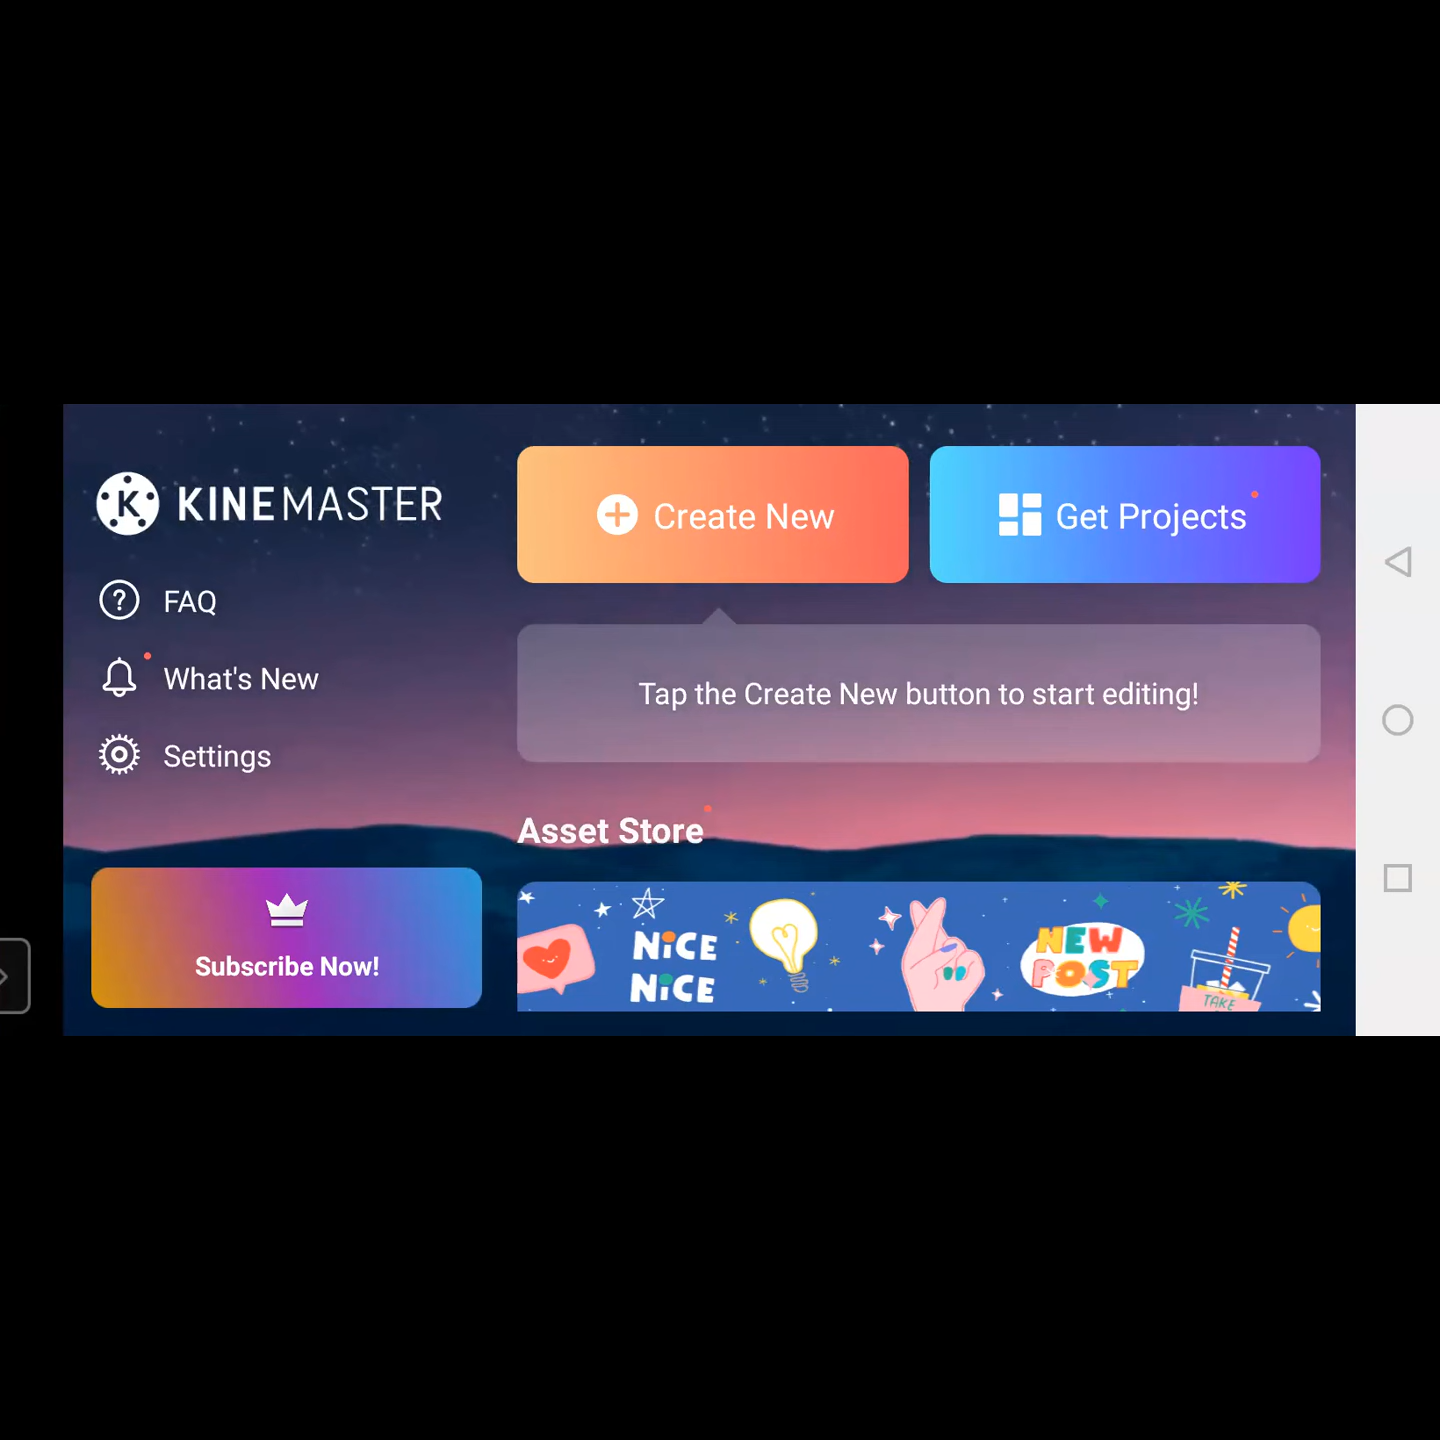 KINEMASTER
FAQ
What's New
Settings
Subscribe Now!
Create New
Get Projects
Tap the Create New button to start editing!
Asset Store
NiCE
NiCE
NEW
POST
TAKE